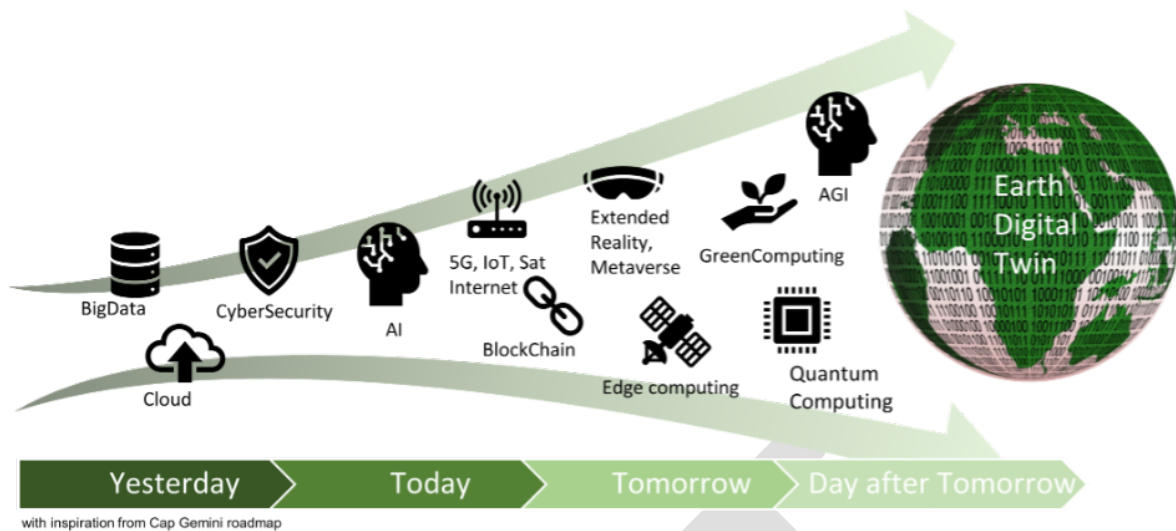 BigData
Cloud
CyberSecurity
AI
5G, IoT, Sat
Internet
BlockChain
Extended
Reality,
Metaverse
Edge computing
GreenComputing
Quantum
Computing
AGI
Earth
Digital
Twin
Yesterday
Today
Tomorrow
Day after Tomorrow
with inspiration from Cap Gemini roadmap